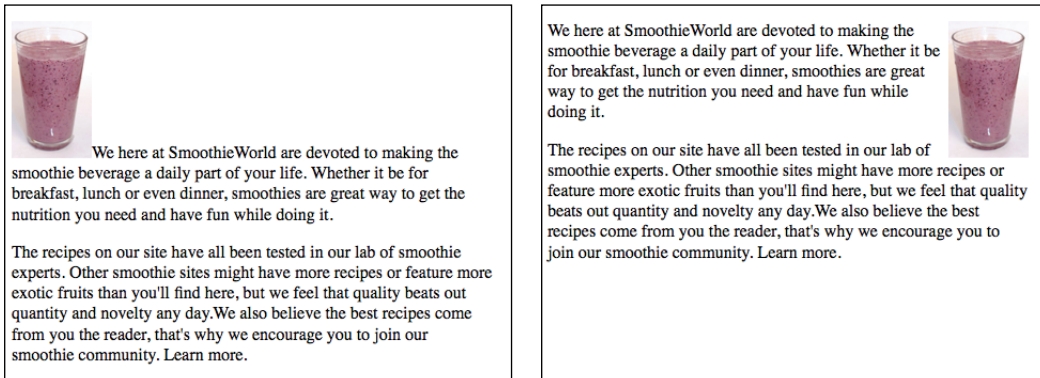 We here at SmoothieWorld are devoted to making the
smoothie beverage a daily part of your life. Whether it be for
breakfast, lunch or even dinner, smoothies are great way to get the
nutrition you need and have fun while doing it.
The recipes on our site have all been tested in our lab of smoothie
experts. Other smoothie sites might have more recipes or feature more
exotic fruits than you'll find here, but we feel that quality beats out
quantity and novelty any day.We also believe the best recipes come
from you the reader, that's why we encourage you to join our
smoothie community. Learn more.
We here at SmoothieWorld are devoted to making the
smoothie beverage a daily part of your life. Whether it be
for breakfast, lunch or even dinner, smoothies are great
way to get the nutrition you need and have fun while
doing it.
The recipes on our site have all been tested in our lab of
smoothie experts. Other smoothie sites might have more recipes or
feature more exotic fruits than you'll find here, but we feel that quality
beats out quantity and novelty any day.We also believe the best
recipes come from you the reader, that's why we encourage you to
join our smoothie community. Learn more.